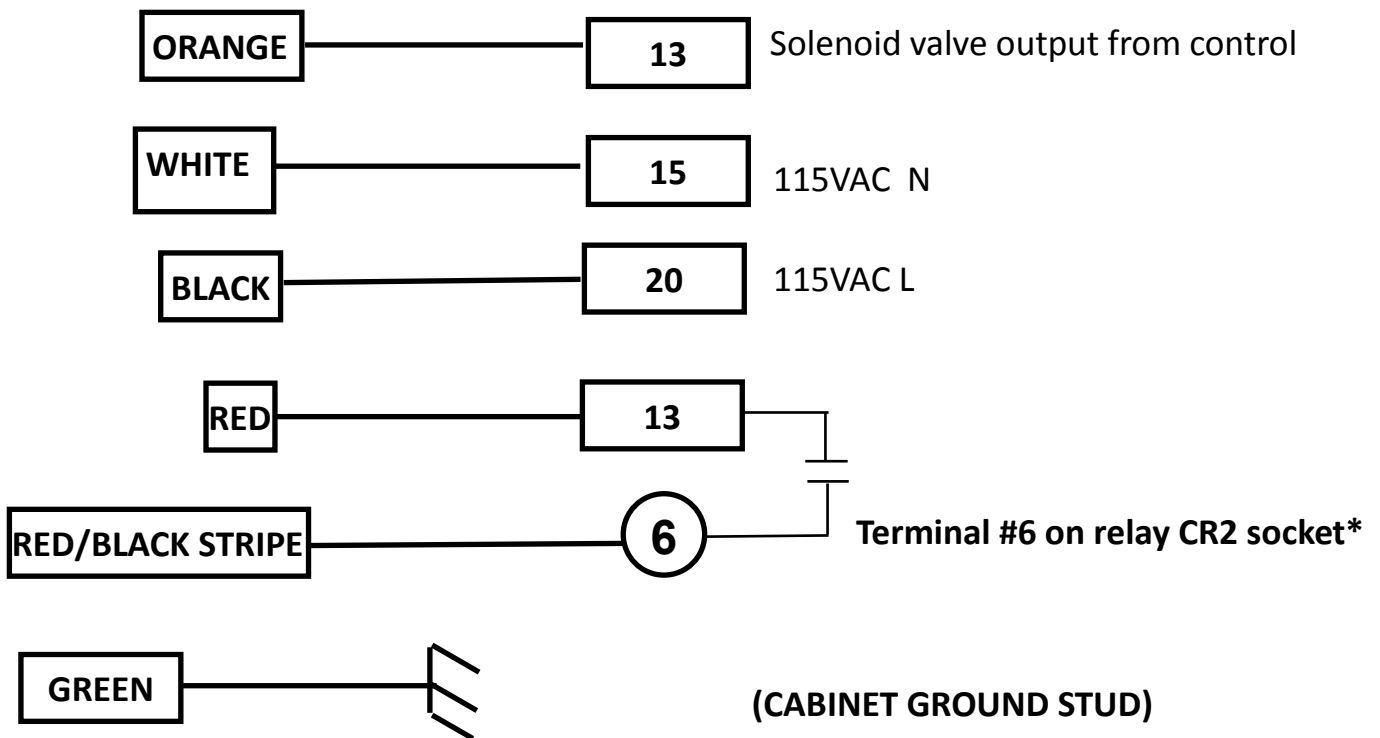 ORANGE 13 Solenoid valve output from control
WHITE 15 115VAC N
BLACK 20 115VAC L
RED 13
RED/BLACK STRIPE 6 Terminal #6 on relay CR2 socket*
GREEN (CABINET GROUND STUD)